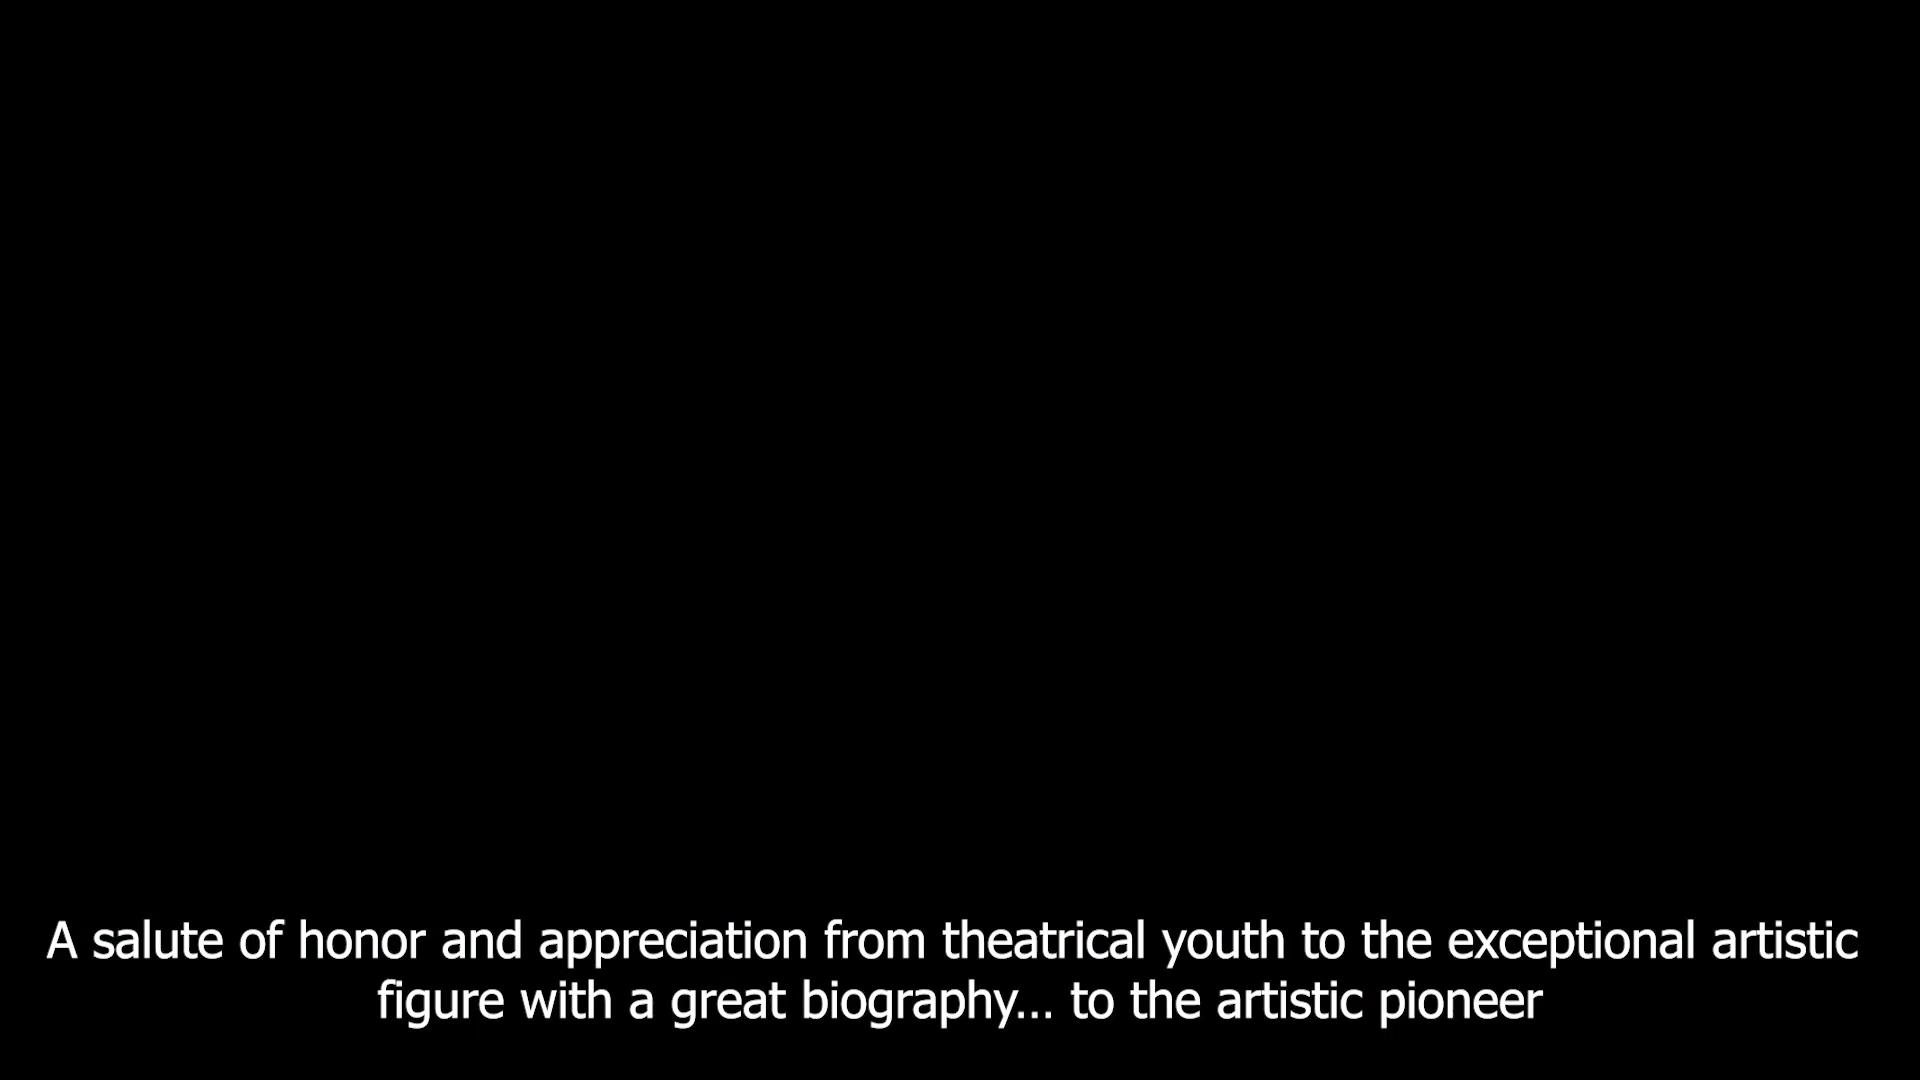 A salute of honor and appreciation from theatrical youth to the exceptional artistic
figure with a great biography... to the artistic pioneer